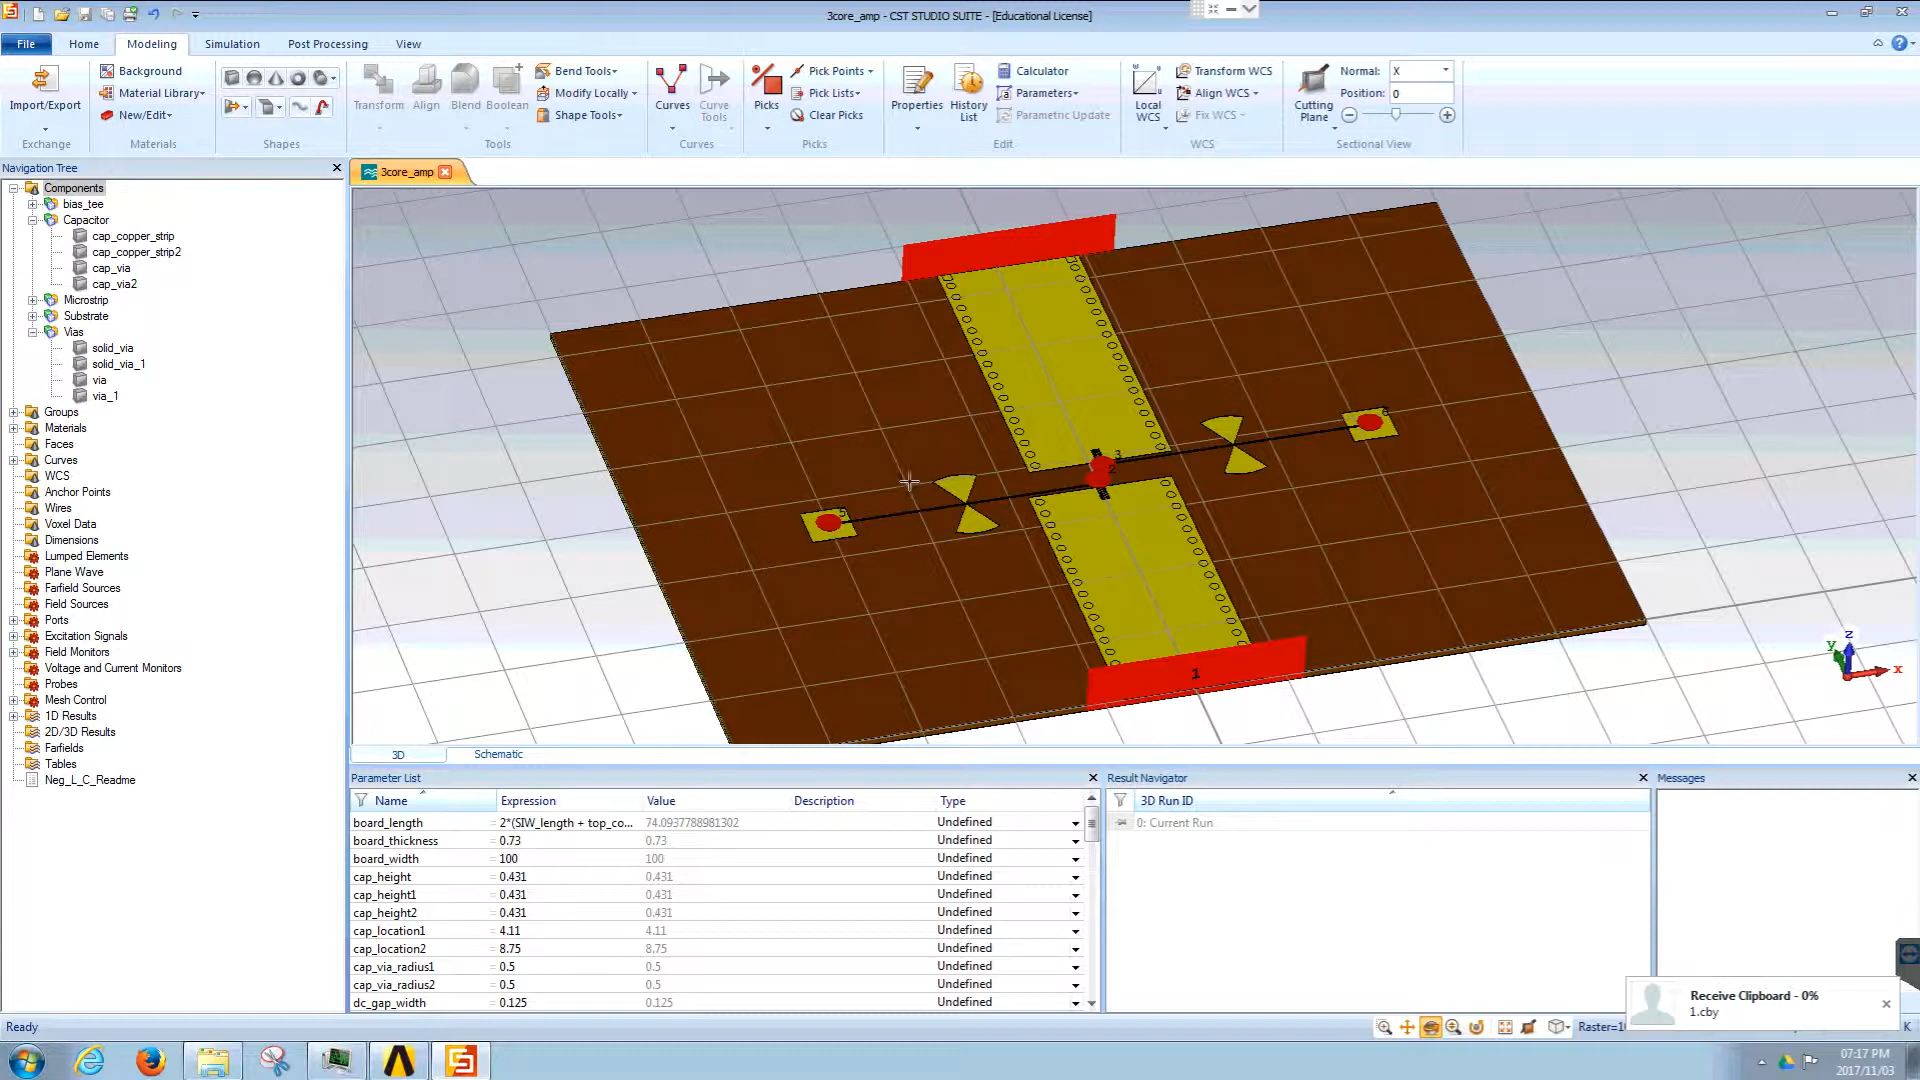 3core_amp - CST STUDIO SUITE - [Educational License]
File Home Modeling Simulation Post Processing View
Import/Export
Exchange
Background
Material Library
New/Edit
Materials
Shapes
Transform Align Blend Boolean
Bend Tools
Modify Locally
Shape Tools
Tools
Curves Curve Tools
Curves
Picks
Pick Points
Pick Lists
Clear Picks
Picks
Properties History List
Calculator
Parameters
Parametric Update
Edit
Local WCS
Transform WCS
Align WCS
Fix WCS
WCS
Cutting Plane
Normal: X
Position: 0
Sectional View
Navigation Tree
Components
bias_tee
Capacitor
cap_copper_strip
cap_copper_strip2
cap_via
cap_via2
Microstrip
Substrate
Vias
solid_via
solid_via_1
via
via_1
Groups
Materials
Faces
Curves
WCS
Anchor Points
Wires
Voxel Data
Dimensions
Lumped Elements
Plane Wave
Farfield Sources
Field Sources
Ports
Excitation Signals
Field Monitors
Voltage and Current Monitors
Probes
Mesh Control
1D Results
2D/3D Results
Farfields
Tables
Neg_L_C_Readme
3core_amp
3
2
5
1
z
y
x
3D Schematic
Parameter List
Name Expression Value Description Type
board_length = 2*(SIW_length + top_co... 74.0937788981302 Undefined
board_thickness = 0.73 0.73 Undefined
board_width = 100 100 Undefined
cap_height = 0.431 0.431 Undefined
cap_height1 = 0.431 0.431 Undefined
cap_height2 = 0.431 0.431 Undefined
cap_location1 = 4.11 4.11 Undefined
cap_location2 = 8.75 8.75 Undefined
cap_via_radius1 = 0.5 0.5 Undefined
cap_via_radius2 = 0.5 0.5 Undefined
dc_gap_width = 0.125 0.125 Undefined
Result Navigator
3D Run ID
0: Current Run
Messages
Receive Clipboard - 0%
1.cby
Ready
K
07:17 PM
2017/11/03